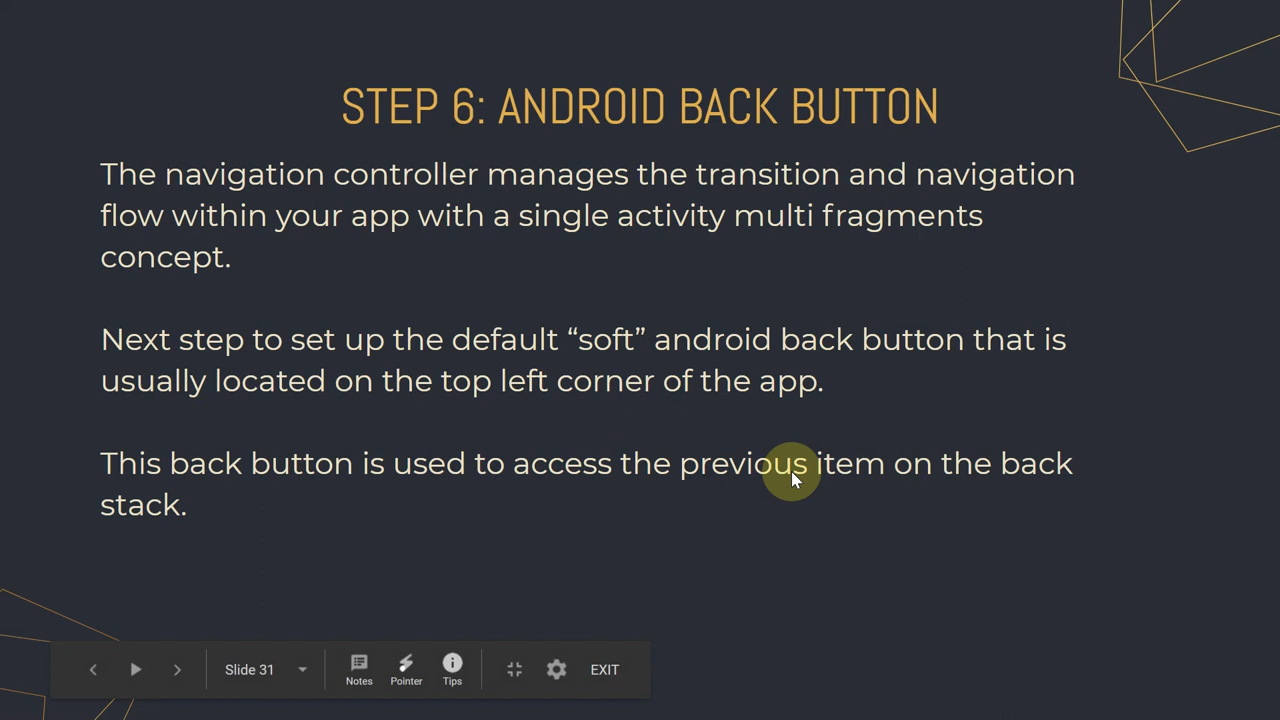 STEP 6: ANDROID BACK BUTTON
The navigation controller manages the transition and navigation
flow within your app with a single activity multi fragments
concept.
Next step to set up the default “soft” android back button that is
usually located on the top left corner of the app.
This back button is used to access the previous item on the back
stack.
Slide 31
Notes
Pointer
Tips
EXIT